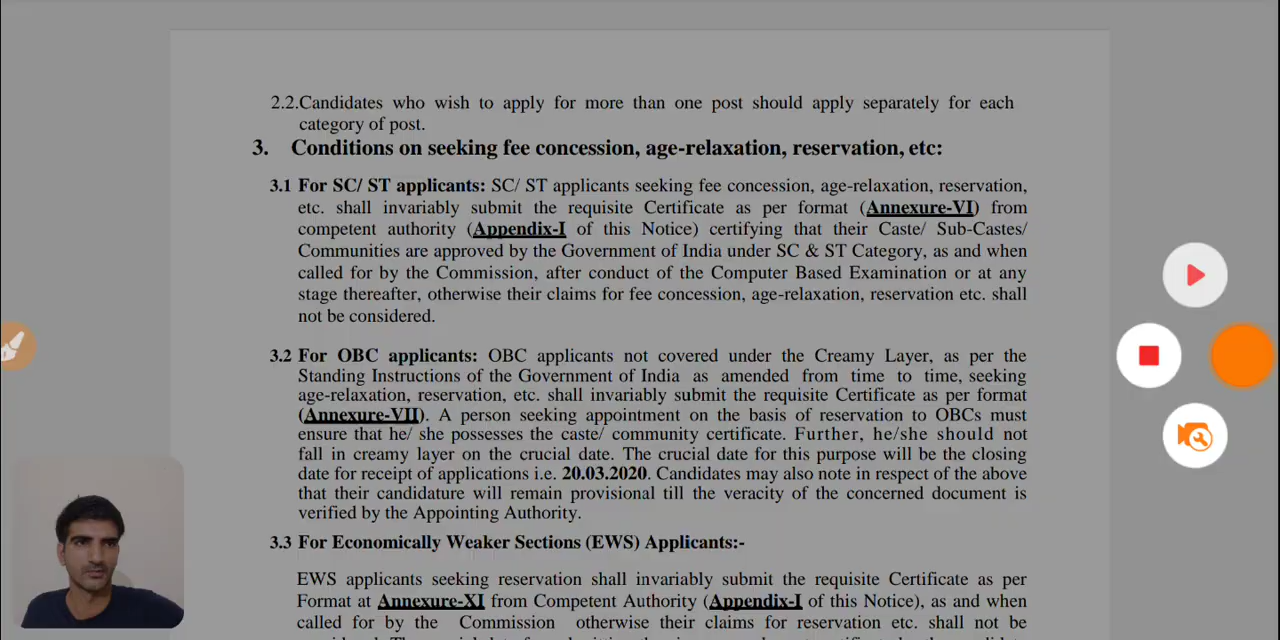 2.2.Candidates who wish to apply for more than one post should apply separately for each
category of post.
3. Conditions on seeking fee concession, age-relaxation, reservation, etc:
3.1 For SC/ ST applicants: SC/ ST applicants seeking fee concession, age-relaxation, reservation,
etc. shall invariably submit the requisite Certificate as per format (Annexure-VI) from
competent authority (Appendix-I of this Notice) certifying that their Caste/ Sub-Castes/
Communities are approved by the Government of India under SC & ST Category, as and when
called for by the Commission, after conduct of the Computer Based Examination or at any
stage thereafter, otherwise their claims for fee concession, age-relaxation, reservation etc. shall
not be considered.
3.2 For OBC applicants: OBC applicants not covered under the Creamy Layer, as per the
Standing Instructions of the Government of India as amended from time to time, seeking
age-relaxation, reservation, etc. shall invariably submit the requisite Certificate as per format
(Annexure-VII). A person seeking appointment on the basis of reservation to OBCs must
ensure that he/ she possesses the caste/ community certificate. Further, he/she should not
fall in creamy layer on the crucial date. The crucial date for this purpose will be the closing
date for receipt of applications i.e. 20.03.2020. Candidates may also note in respect of the above
that their candidature will remain provisional till the veracity of the concerned document is
verified by the Appointing Authority.
3.3 For Economically Weaker Sections (EWS) Applicants:-
EWS applicants seeking reservation shall invariably submit the requisite Certificate as per
Format at Annexure-XI from Competent Authority (Appendix-I of this Notice), as and when
called for by the Commission otherwise their claims for reservation etc. shall not be